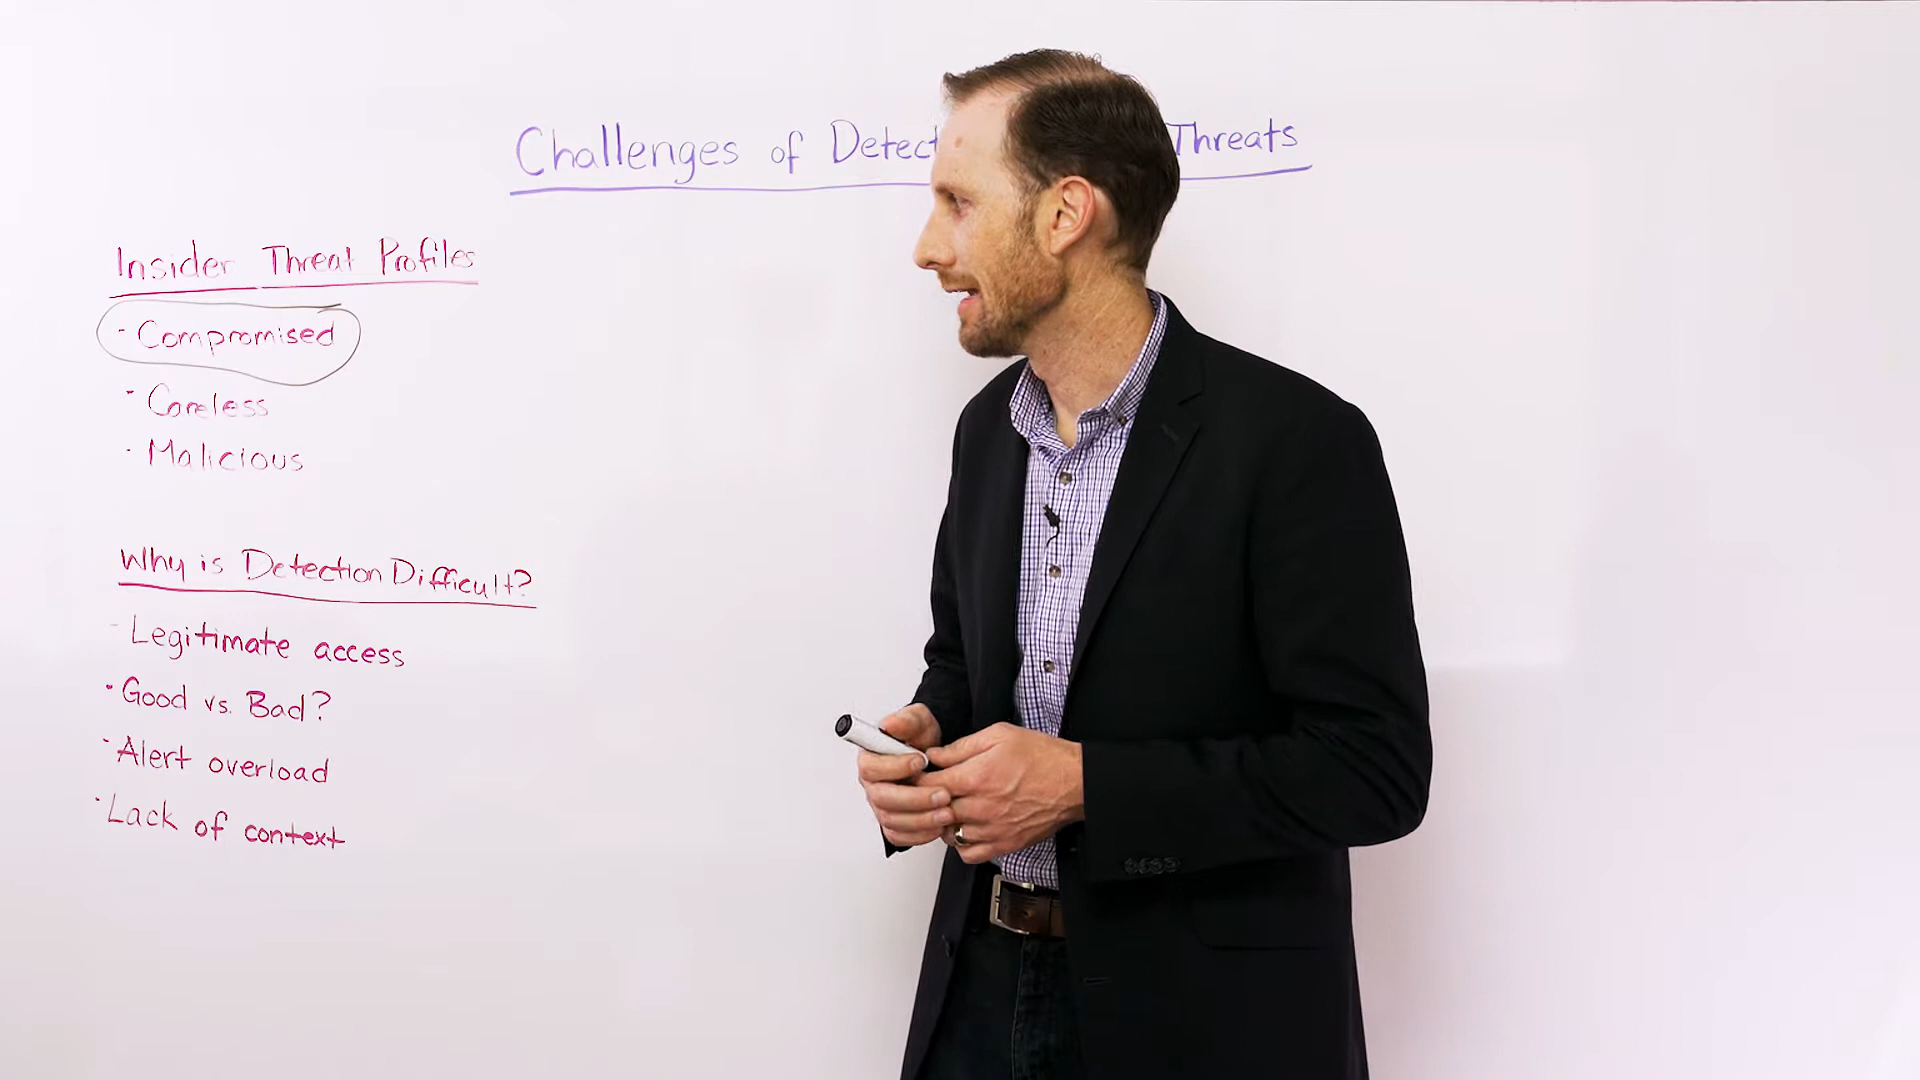 Challenges of Detect Threats
Insider Threat Profiles
- Compromised
- Careless
- Malicious
Why is Detection Difficult?
- Legitimate access
- Good vs. Bad?
- Alert overload
- Lack of context